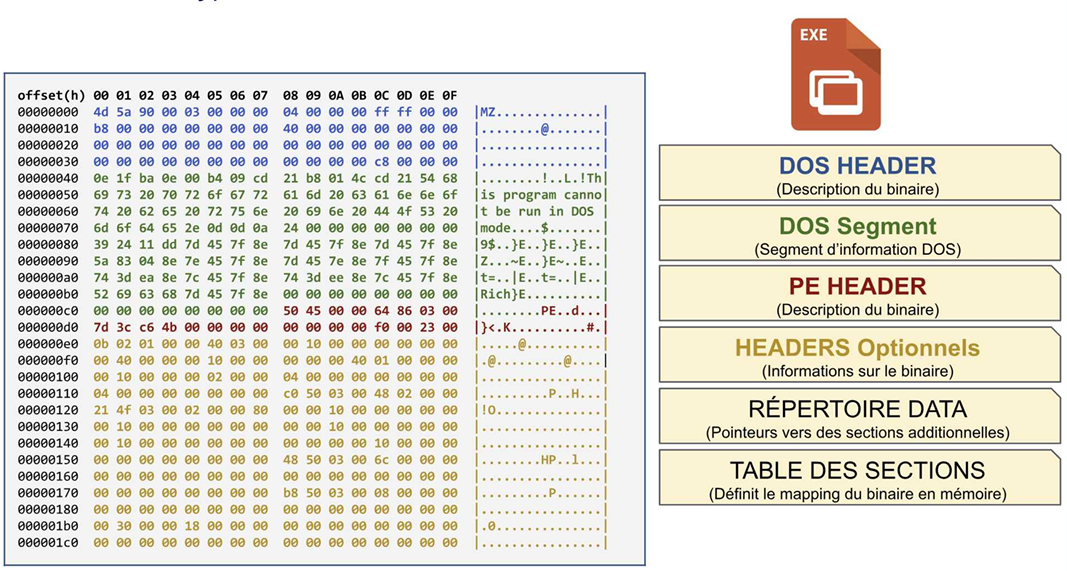 offset(h) 00 01 02 03 04 05 06 07 08 09 0A 0B 0C 0D 0E 0F
00000000 4d 5a 90 00 03 00 00 00 04 00 00 00 ff ff 00 00 |MZ..............|
00000010 b8 00 00 00 00 00 00 00 40 00 00 00 00 00 00 00 |........@.......|
00000020 00 00 00 00 00 00 00 00 00 00 00 00 00 00 00 00 |................|
00000030 00 00 00 00 00 00 00 00 00 00 00 00 c8 00 00 00 |................|
00000040 0e 1f ba 0e 00 b4 09 cd 21 b8 01 4c cd 21 54 68 |........!..L.!Th|
00000050 69 73 20 70 72 6f 67 72 61 6d 20 63 61 6e 6e 6f |is program canno|
00000060 74 20 62 65 20 72 75 6e 20 69 6e 20 44 4f 53 20 |t be run in DOS |
00000070 6d 6f 64 65 2e 0d 0d 0a 24 00 00 00 00 00 00 00 |mode....$.......|
00000080 39 24 11 dd 7d 45 7f 8e 7d 45 7f 8e 7d 45 7f 8e |9$..}E..}E..}E..|
00000090 5a 83 04 8e 7e 45 7f 8e 7d 45 7e 8e 7f 45 7f 8e |Z...~E..}E~..E..|
000000a0 74 3d ea 8e 7c 45 7f 8e 74 3d ee 8e 7c 45 7f 8e |t=..|E..t=..|E..|
000000b0 52 69 63 68 7d 45 7f 8e 00 00 00 00 00 00 00 00 |Rich}E..........|
000000c0 00 00 00 00 00 00 00 00 50 45 00 00 64 86 03 00 |........PE..d...|
000000d0 7d 3c c6 4b 00 00 00 00 00 00 00 00 f0 00 23 00 |}<.K..........#.|
000000e0 0b 02 01 00 00 40 03 00 00 10 00 00 00 00 00 00 |.....@..........|
000000f0 00 40 00 00 00 10 00 00 00 00 00 40 01 00 00 00 |.@.........@....|
00000100 00 10 00 00 00 02 00 00 04 00 00 00 00 00 00 00 |................|
00000110 04 00 00 00 00 00 00 00 c0 50 03 00 48 02 00 00 |.........P..H...|
00000120 21 4f 03 00 02 00 00 80 00 00 10 00 00 00 00 00 |!O..............|
00000130 00 10 00 00 00 00 00 00 00 00 10 00 00 00 00 00 |................|
00000140 00 10 00 00 00 00 00 00 00 00 00 00 10 00 00 00 |................|
00000150 00 00 00 00 00 00 00 00 48 50 03 00 6c 00 00 00 |........HP..l...|
00000160 00 00 00 00 00 00 00 00 00 00 00 00 00 00 00 00 |................|
00000170 00 00 00 00 00 00 00 00 b8 50 03 00 08 00 00 00 |.........P......|
00000180 00 00 00 00 00 00 00 00 00 00 00 00 00 00 00 00 |................|
000001b0 00 30 00 00 18 00 00 00 00 00 00 00 00 00 00 00 |.0..............|
000001c0 00 00 00 00 00 00 00 00 00 00 00 00 00 00 00 00 |................|
EXE
DOS HEADER
(Description du binaire)
DOS Segment
(Segment d'information DOS)
PE HEADER
(Description du binaire)
HEADERS Optionnels
(Informations sur le binaire)
RÉPERTOIRE DATA
(Pointeurs vers des sections additionnelles)
TABLE DES SECTIONS
(Définit le mapping du binaire en mémoire)